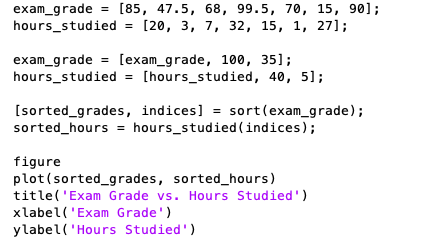 exam_grade = [85, 47.5, 68, 99.5, 70, 15, 90];
hours_studied = [20, 3, 7, 32, 15, 1, 27];
exam_grade = [exam_grade, 100, 35];
hours_studied = [hours_studied, 40, 5];
[sorted_grades, indices] = sort(exam_grade);
sorted_hours = hours_studied(indices);
figure
plot(sorted_grades, sorted_hours)
title('Exam Grade vs. Hours Studied')
xlabel('Exam Grade')
ylabel('Hours Studied')